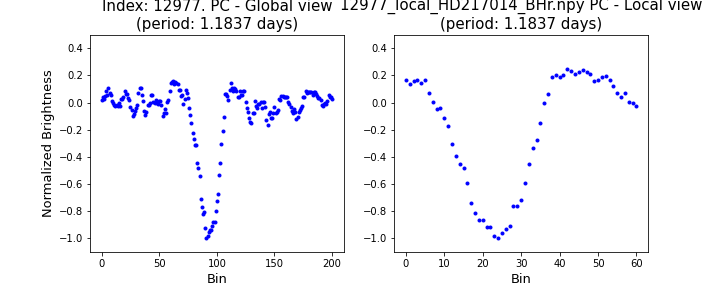 Index: 12977. PC - Global view
(period: 1.1837 days)
12977_local_HD217014_BHr.npy PC - Local view
(period: 1.1837 days)
Normalized Brightness
0.4
0.2
0.0
−0.2
−0.4
−0.6
−0.8
−1.0
0 50 100 150 200
Bin
0.4
0.2
0.0
−0.2
−0.4
−0.6
−0.8
−1.0
0 10 20 30 40 50 60
Bin